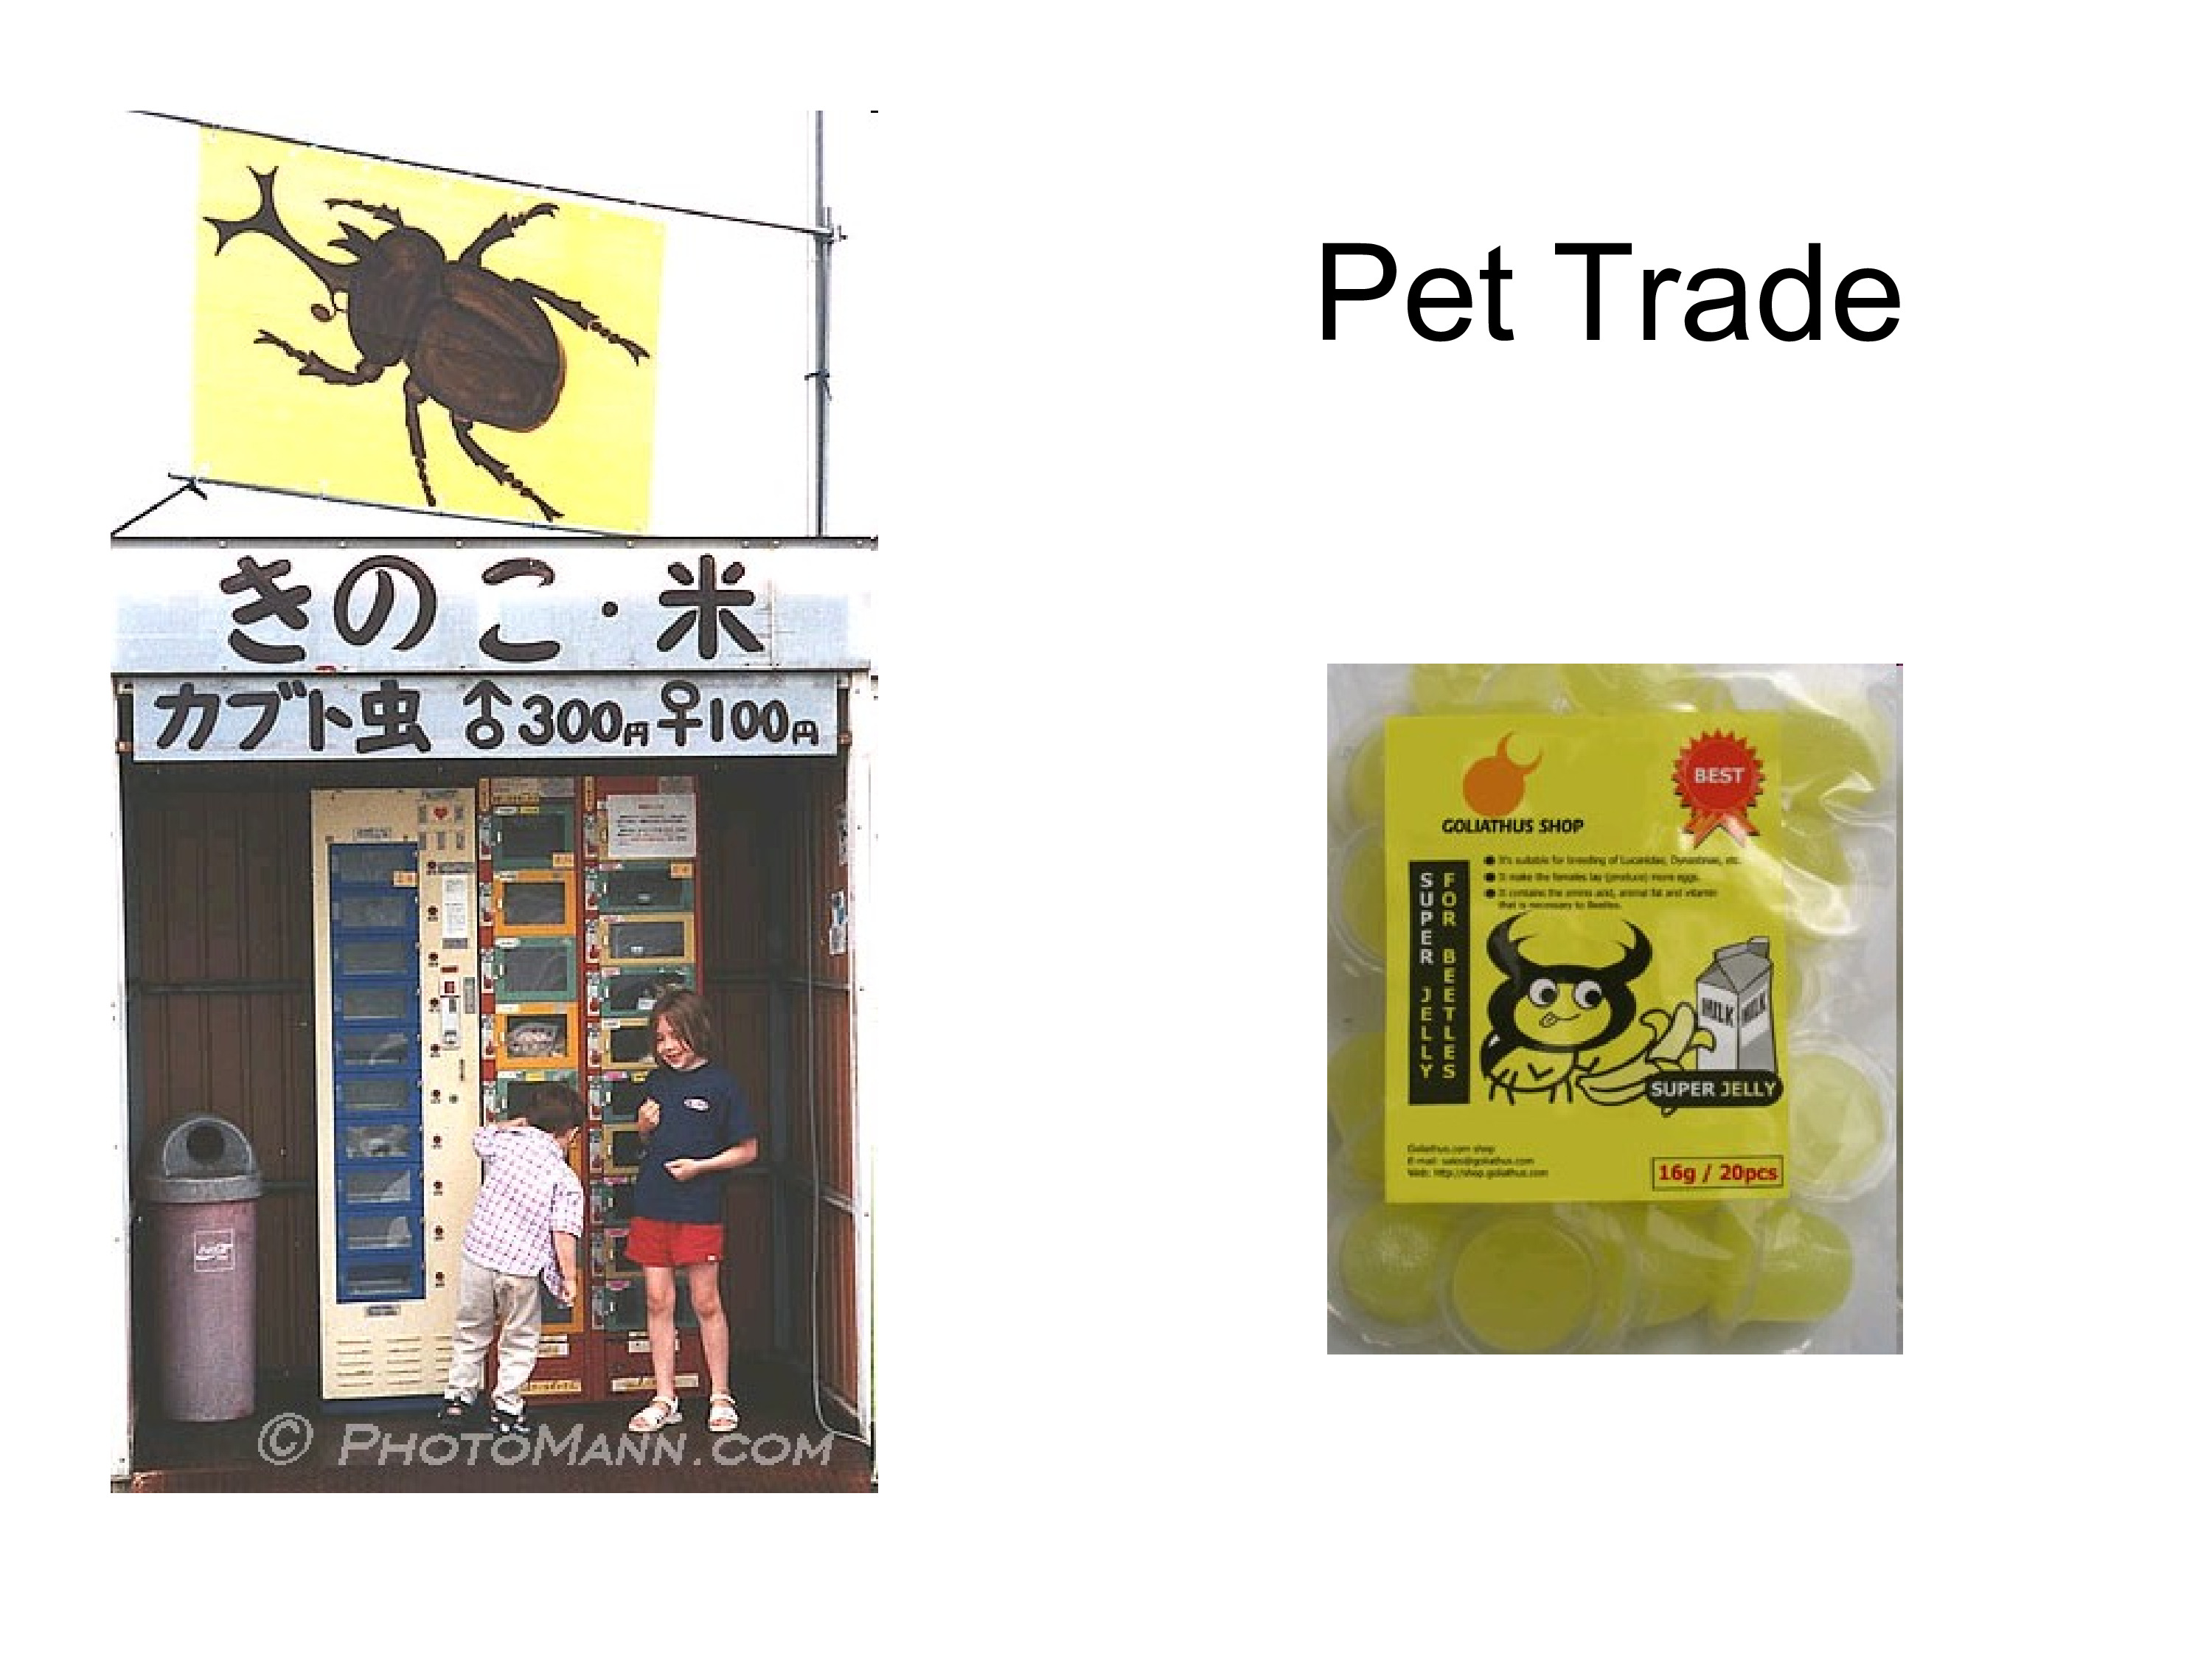 Pet Trade
きのこ・米
カブト虫 ♂300円♀100円
© PHOTOMANN.COM
BEST
GOLIATHUS SHOP
It's suitable for breeding of Lucanidae, Dynastinae, etc.
It make the females lay (produce) more eggs.
It contains the amino acid, animal fat and vitamin
that is necessary to Beetles.
SUPER JELLY
FOR BEETLES
MILK MILK
SUPER JELLY
Goliathus.com shop
E-mail: sales@goliathus.com
Web: http://shop.goliathus.com
16g / 20pcs